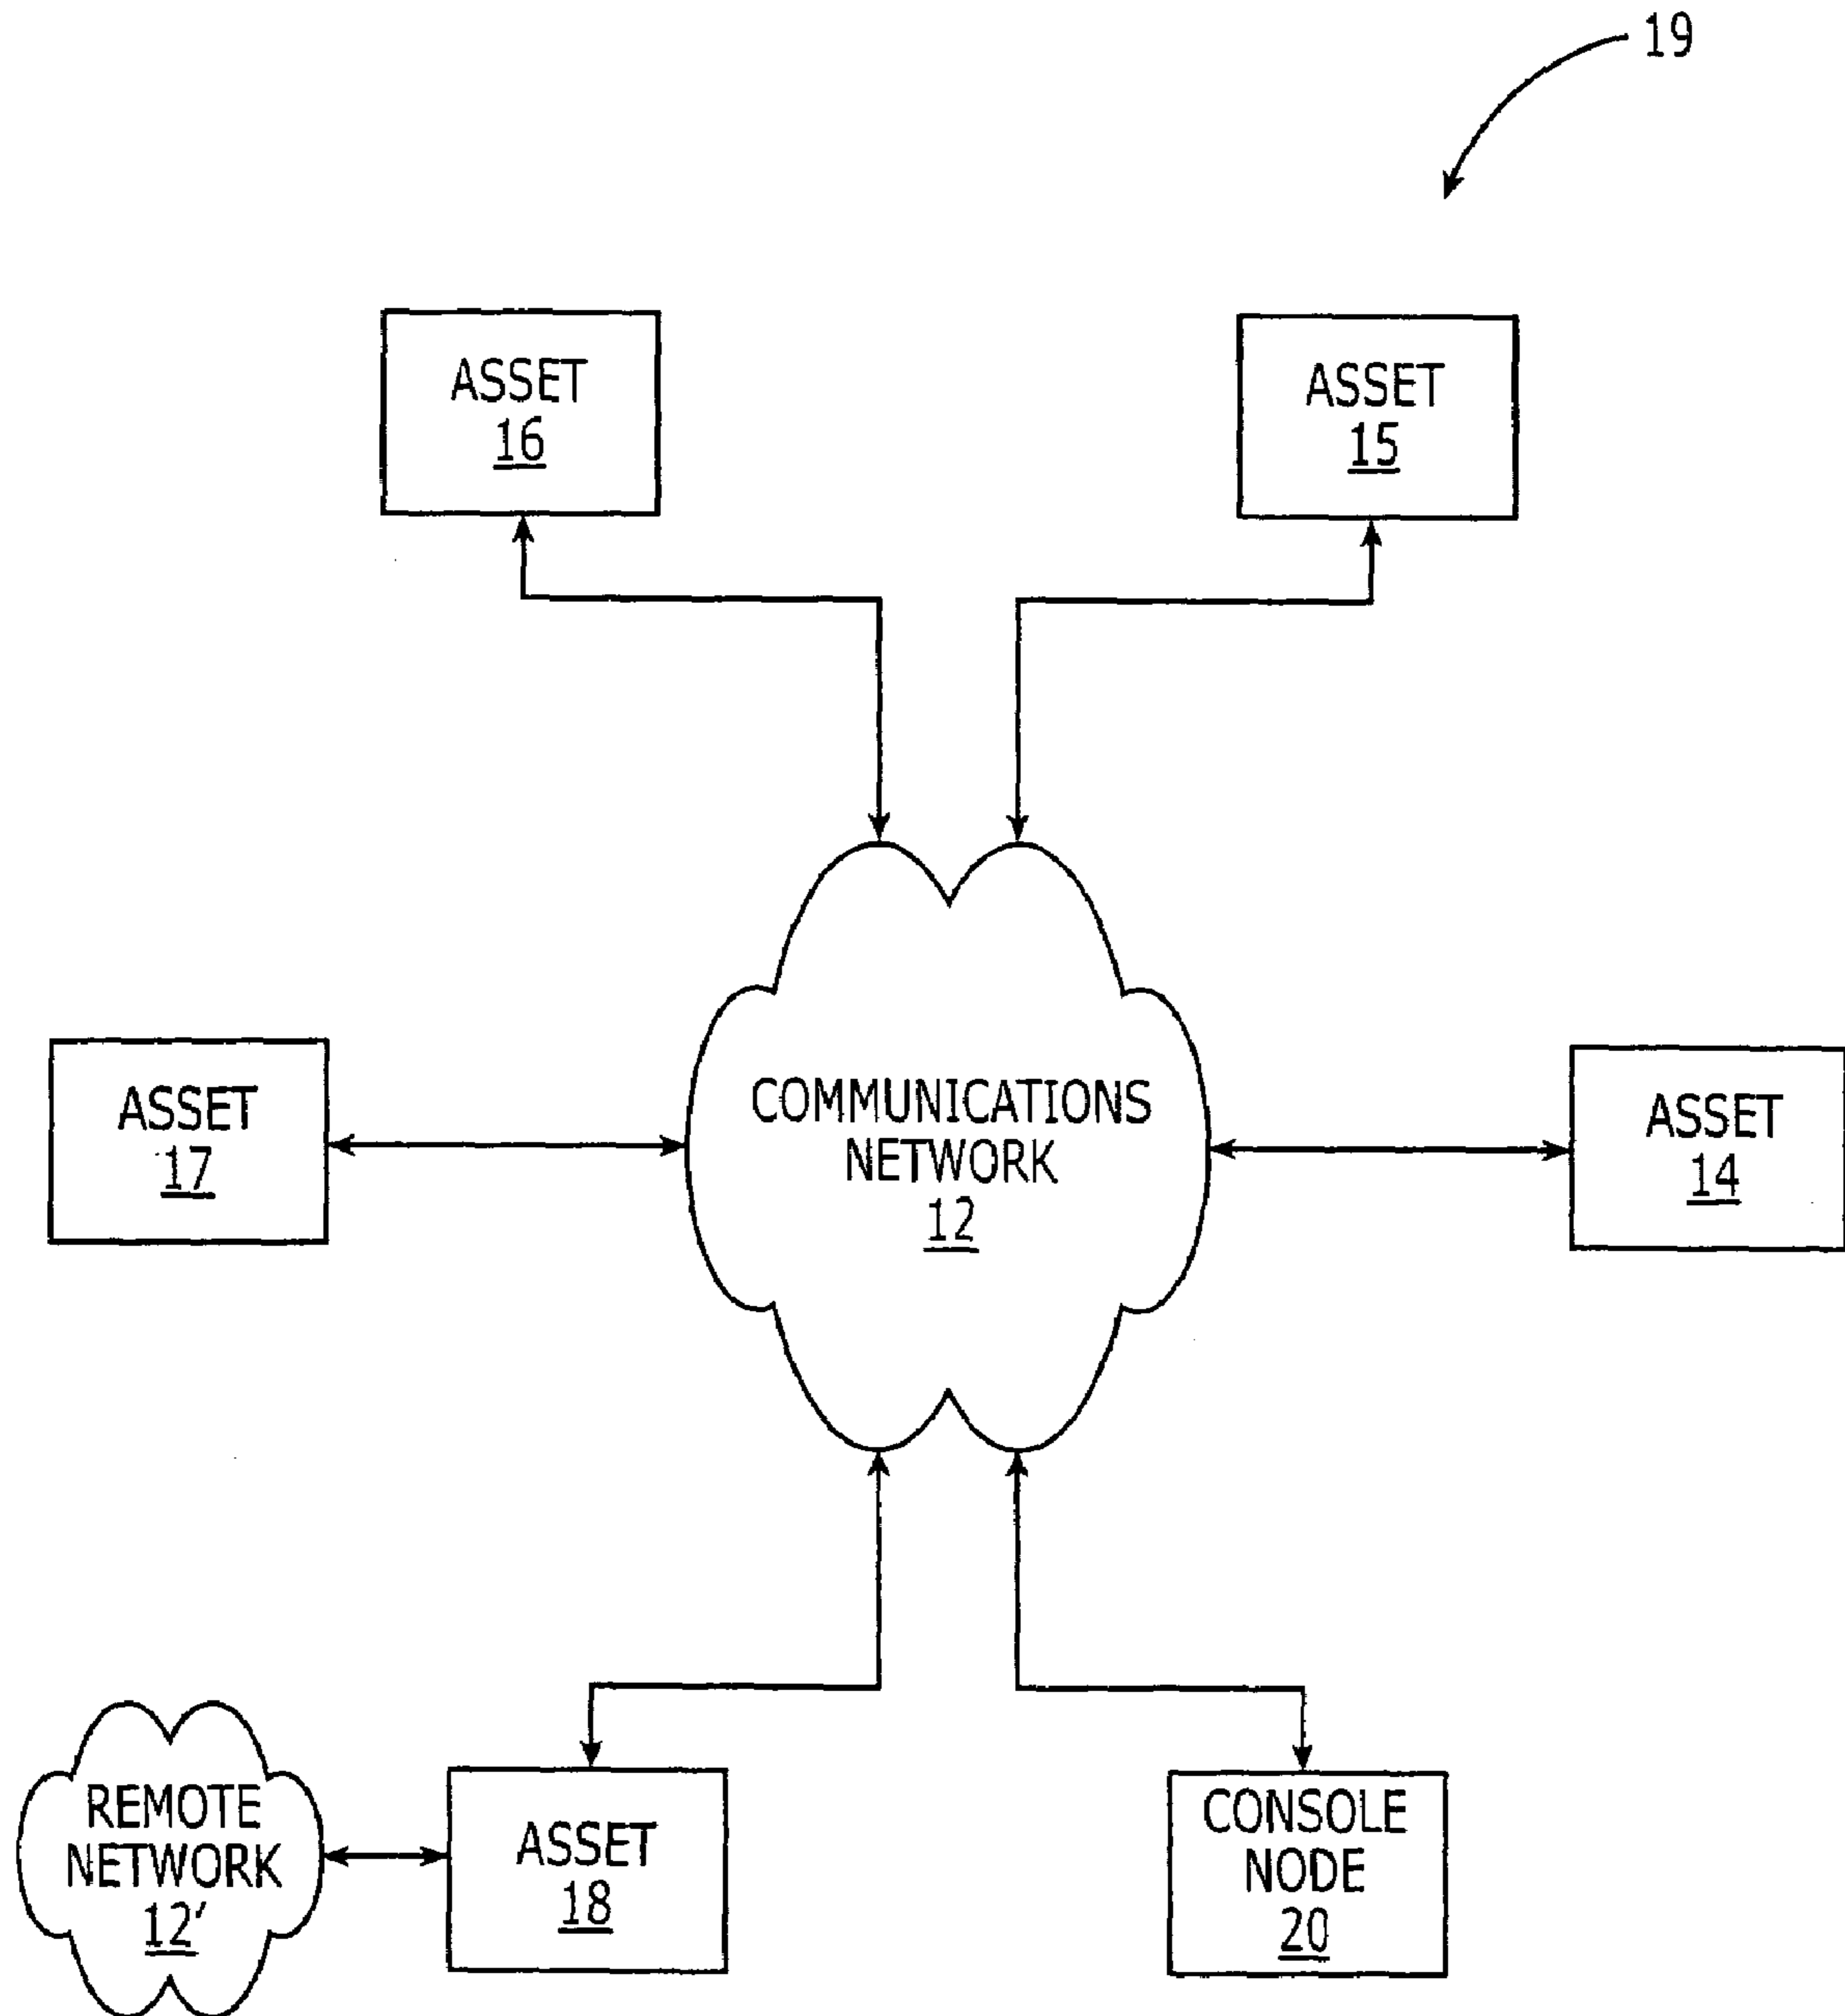 19
ASSET
16
ASSET
15
ASSET
17
COMMUNICATIONS
NETWORK
12
ASSET
14
REMOTE
NETWORK
12'
ASSET
18
CONSOLE
NODE
20